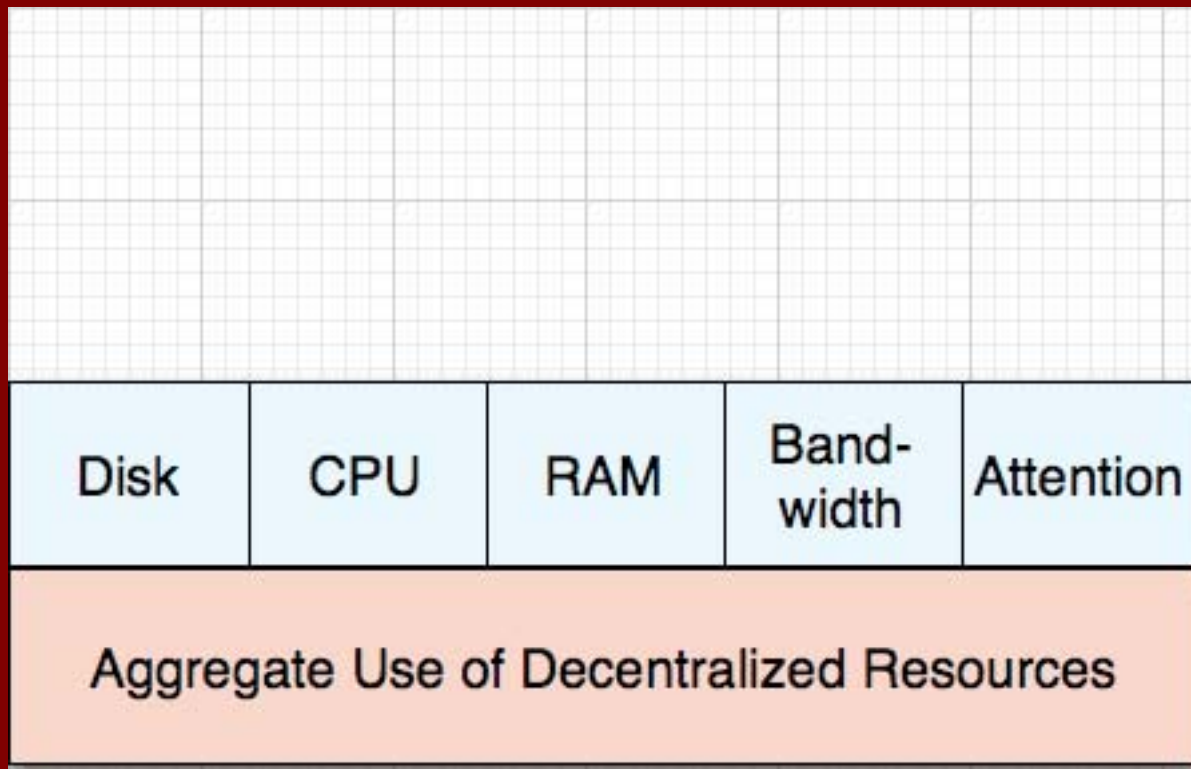 Disk
CPU
RAM
Band-
width
Attention
Aggregate Use of Decentralized Resources